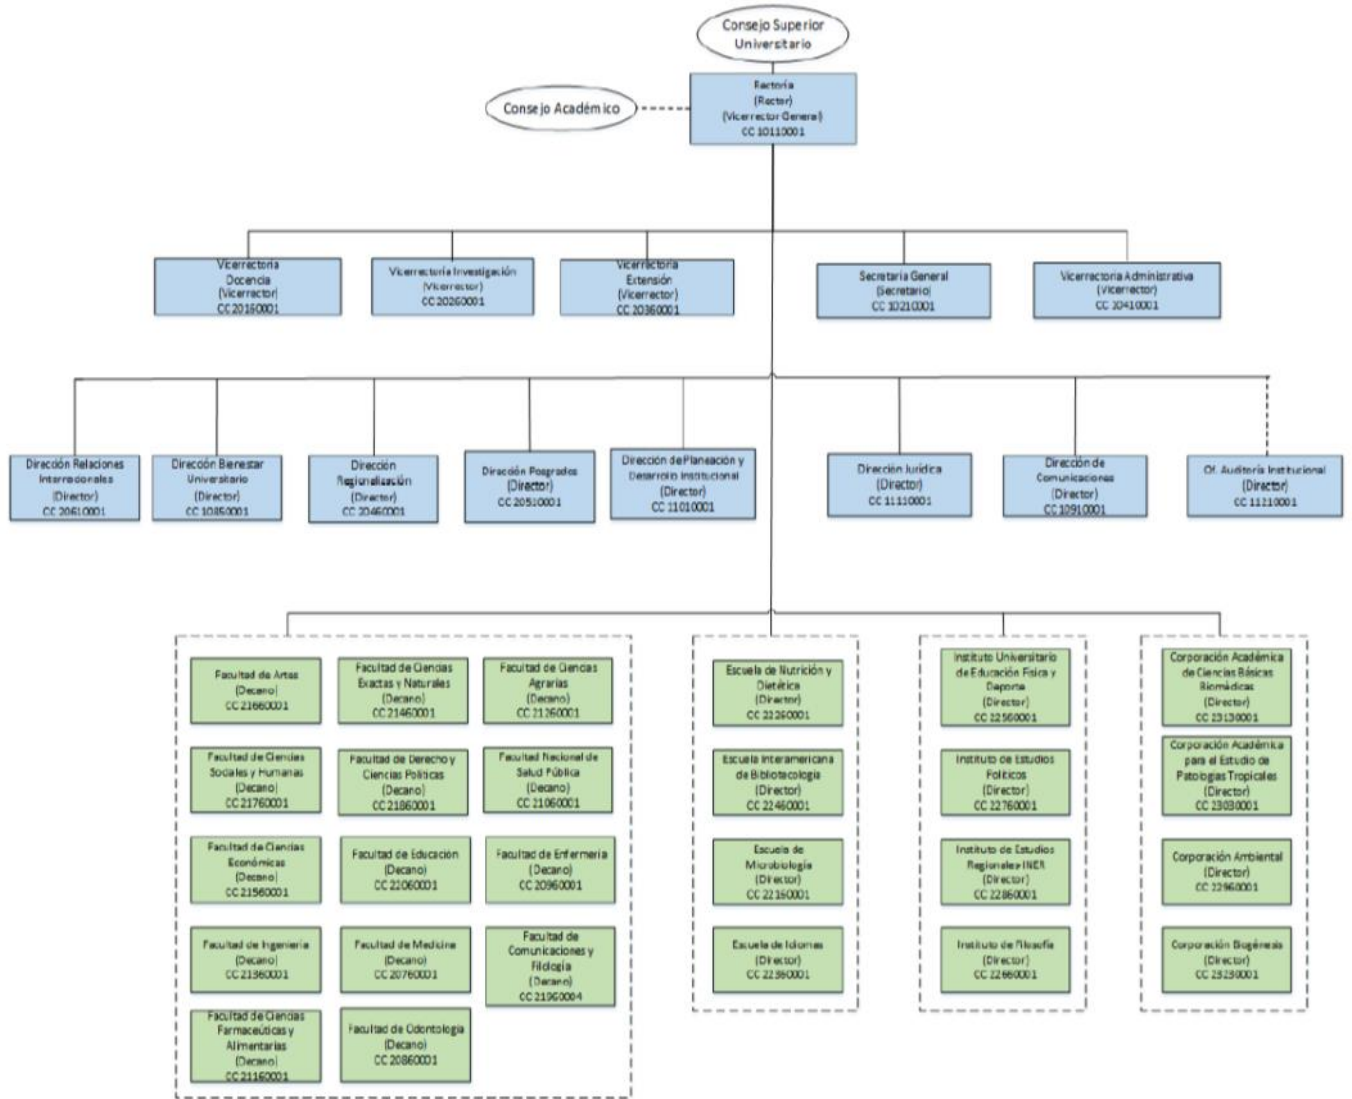 Consejo Superior
Universitario
Rectoría
(Rector)
(Vicerrector General)
CC 10110001
Consejo Académico
Vicerrectoría
Docencia
(Vicerrector)
CC 20160001
Vicerrectoría Investigación
(Vicerrector)
CC 20260001
Vicerrectoría
Extensión
(Vicerrector)
CC 20360001
Secretaría General
(Secretario)
CC 10210001
Vicerrectoría Administrativa
(Vicerrector)
CC 10410001
Dirección Relaciones
Internacionales
(Director)
CC 20610001
Dirección Bienestar
Universitario
(Director)
CC 10850001
Dirección
Regionalización
(Director)
CC 20460001
Dirección Posgrados
(Director)
CC 20510001
Dirección de Planeación y
Desarrollo Institucional
(Director)
CC 11010001
Dirección Jurídica
(Director)
CC 11110001
Dirección de
Comunicaciones
(Director)
CC 10910001
Of. Auditoría Institucional
(Director)
CC 11210001
Facultad de Artes
(Decano)
CC 21660001
Facultad de Ciencias
Exactas y Naturales
(Decano)
CC 21460001
Facultad de Ciencias
Agrarias
(Decano)
CC 21260001
Facultad de Ciencias
Sociales y Humanas
(Decano)
CC 21760001
Facultad de Derecho y
Ciencias Políticas
(Decano)
CC 21860001
Facultad Nacional de
Salud Pública
(Decano)
CC 21060001
Facultad de Ciencias
Económicas
(Decano)
CC 21560001
Facultad de Educación
(Decano)
CC 22060001
Facultad de Enfermería
(Decano)
CC 20960001
Facultad de Ingeniería
(Decano)
CC 21360001
Facultad de Medicina
(Decano)
CC 20760001
Facultad de
Comunicaciones y
Filología
(Decano)
CC 21960004
Facultad de Ciencias
Farmaceúticas y
Alimentarias
(Decano)
CC 21160001
Facultad de Odontología
(Decano)
CC 20860001
Escuela de Nutrición y
Dietética
(Director)
CC 22260001
Escuela Interamericana
de Bibliotecología
(Director)
CC 22460001
Escuela de
Microbiología
(Director)
CC 22160001
Escuela de Idiomas
(Director)
CC 22360001
Instituto Universitario
de Educación Física y
Deporte
(Director)
CC 22560001
Instituto de Estudios
Políticos
(Director)
CC 22760001
Instituto de Estudios
Regionales INER
(Director)
CC 22860001
Instituto de Filosofía
(Director)
CC 22660001
Corporación Académica
de Ciencias Básicas
Biomédicas
(Director)
CC 23130001
Corporación Académica
para el Estudio de
Patologías Tropicales
(Director)
CC 23030001
Corporación Ambiental
(Director)
CC 22960001
Corporación Biogénesis
(Director)
CC 23230001